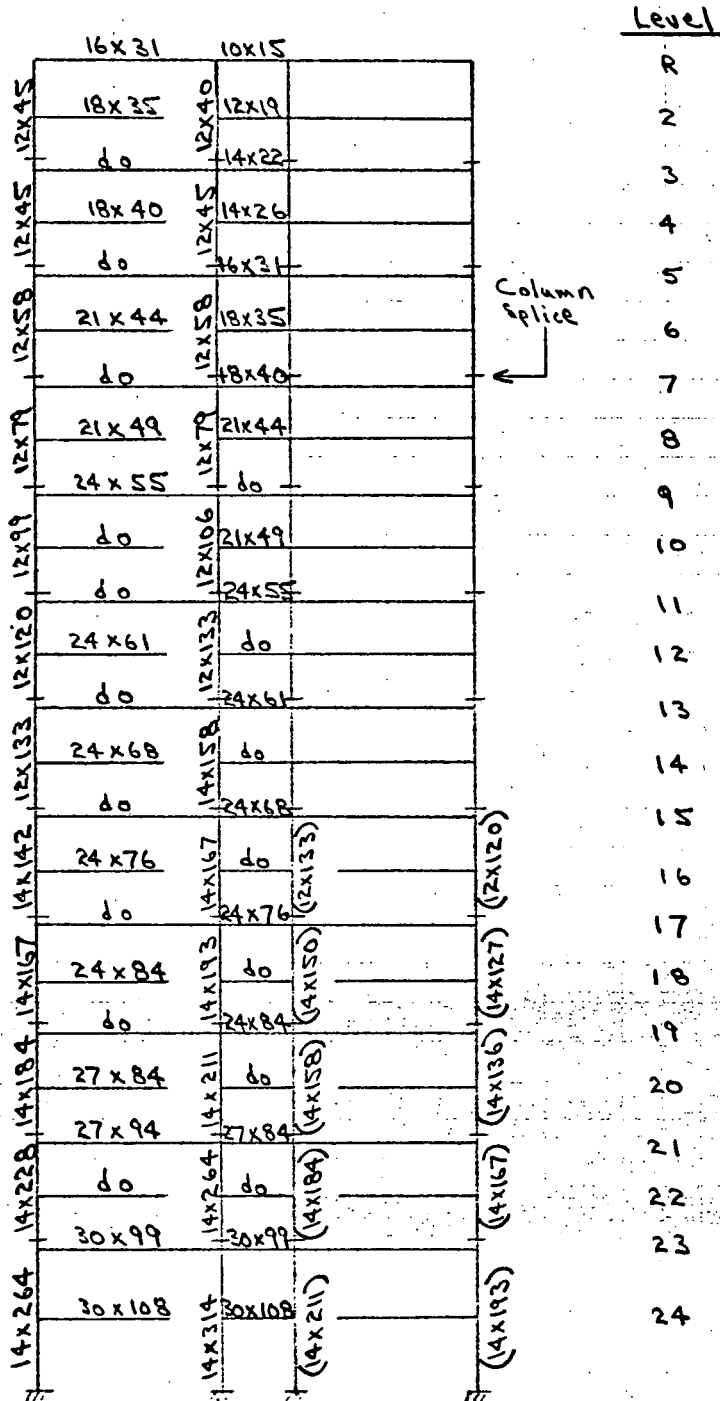 Level
16x31 10x15
R
12x45 18x35 12x40 12x19
2
do 14x22
3
12x45 18x40 12x45 14x26
4
do 16x31
5
Column
Splice
12x58 21x44 12x58 18x35
6
do 18x40
7
12x79 21x49 12x79 21x44
8
24x55 do
9
12x99 do 12x106 21x49
10
do 24x55
11
12x120 24x61 12x133 do
12
do 24x61
13
12x133 24x68 14x158 do
14
do 24x68
15
14x142 24x76 14x167 do (12x133) (12x120)
16
do 24x76
17
14x167 24x84 14x193 do (14x150) (14x127)
18
do 24x84
19
14x184 27x84 14x211 do (14x158) (14x136)
20
27x94 27x84
21
14x228 do 14x264 do (14x184) (14x167)
22
30x99 30x99
23
14x264 30x108 14x314 30x108 (14x211) (14x193)
24